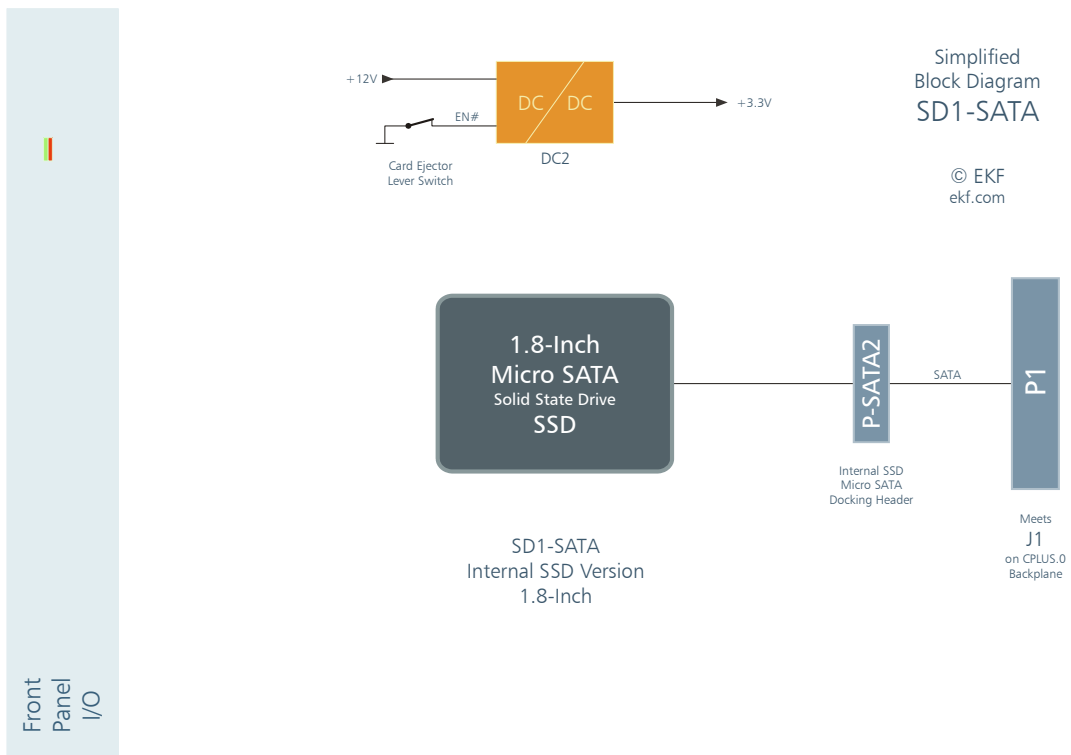 Simplified
Block Diagram
SD1-SATA
© EKF
ekf.com
+12V
EN#
DC
DC
+3.3V
DC2
Card Ejector
Lever Switch
1.8-Inch
Micro SATA
Solid State Drive
SSD
P-SATA2
SATA
P1
Internal SSD
Micro SATA
Docking Header
Meets
J1
on CPLUS.0
Backplane
SD1-SATA
Internal SSD Version
1.8-Inch
Front
Panel
I/O